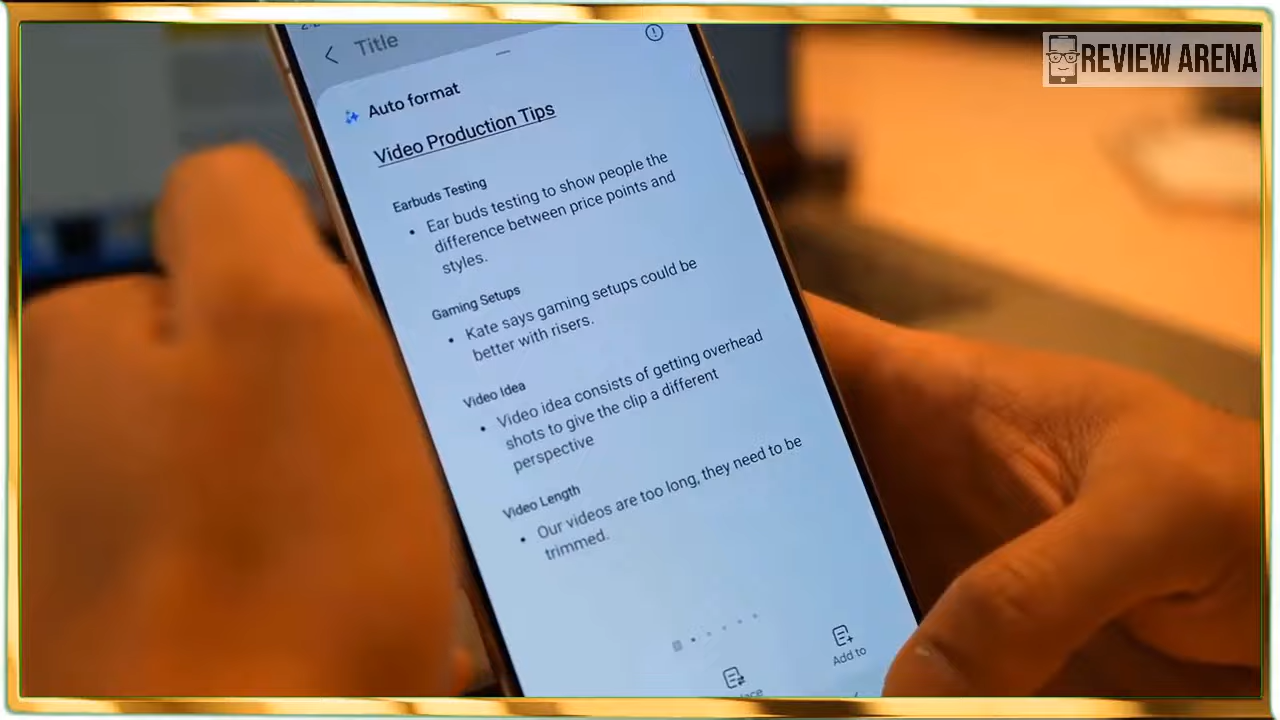 REVIEW ARENA
Title
Auto format
Video Production Tips
Earbuds Testing
• Ear buds testing to show people the
difference between price points and
styles.
Gaming Setups
• Kate says gaming setups could be
better with risers.
Video Idea
• Video idea consists of getting overhead
shots to give the clip a different
perspective
Video Length
• Our videos are too long, they need to be
trimmed.
Add to